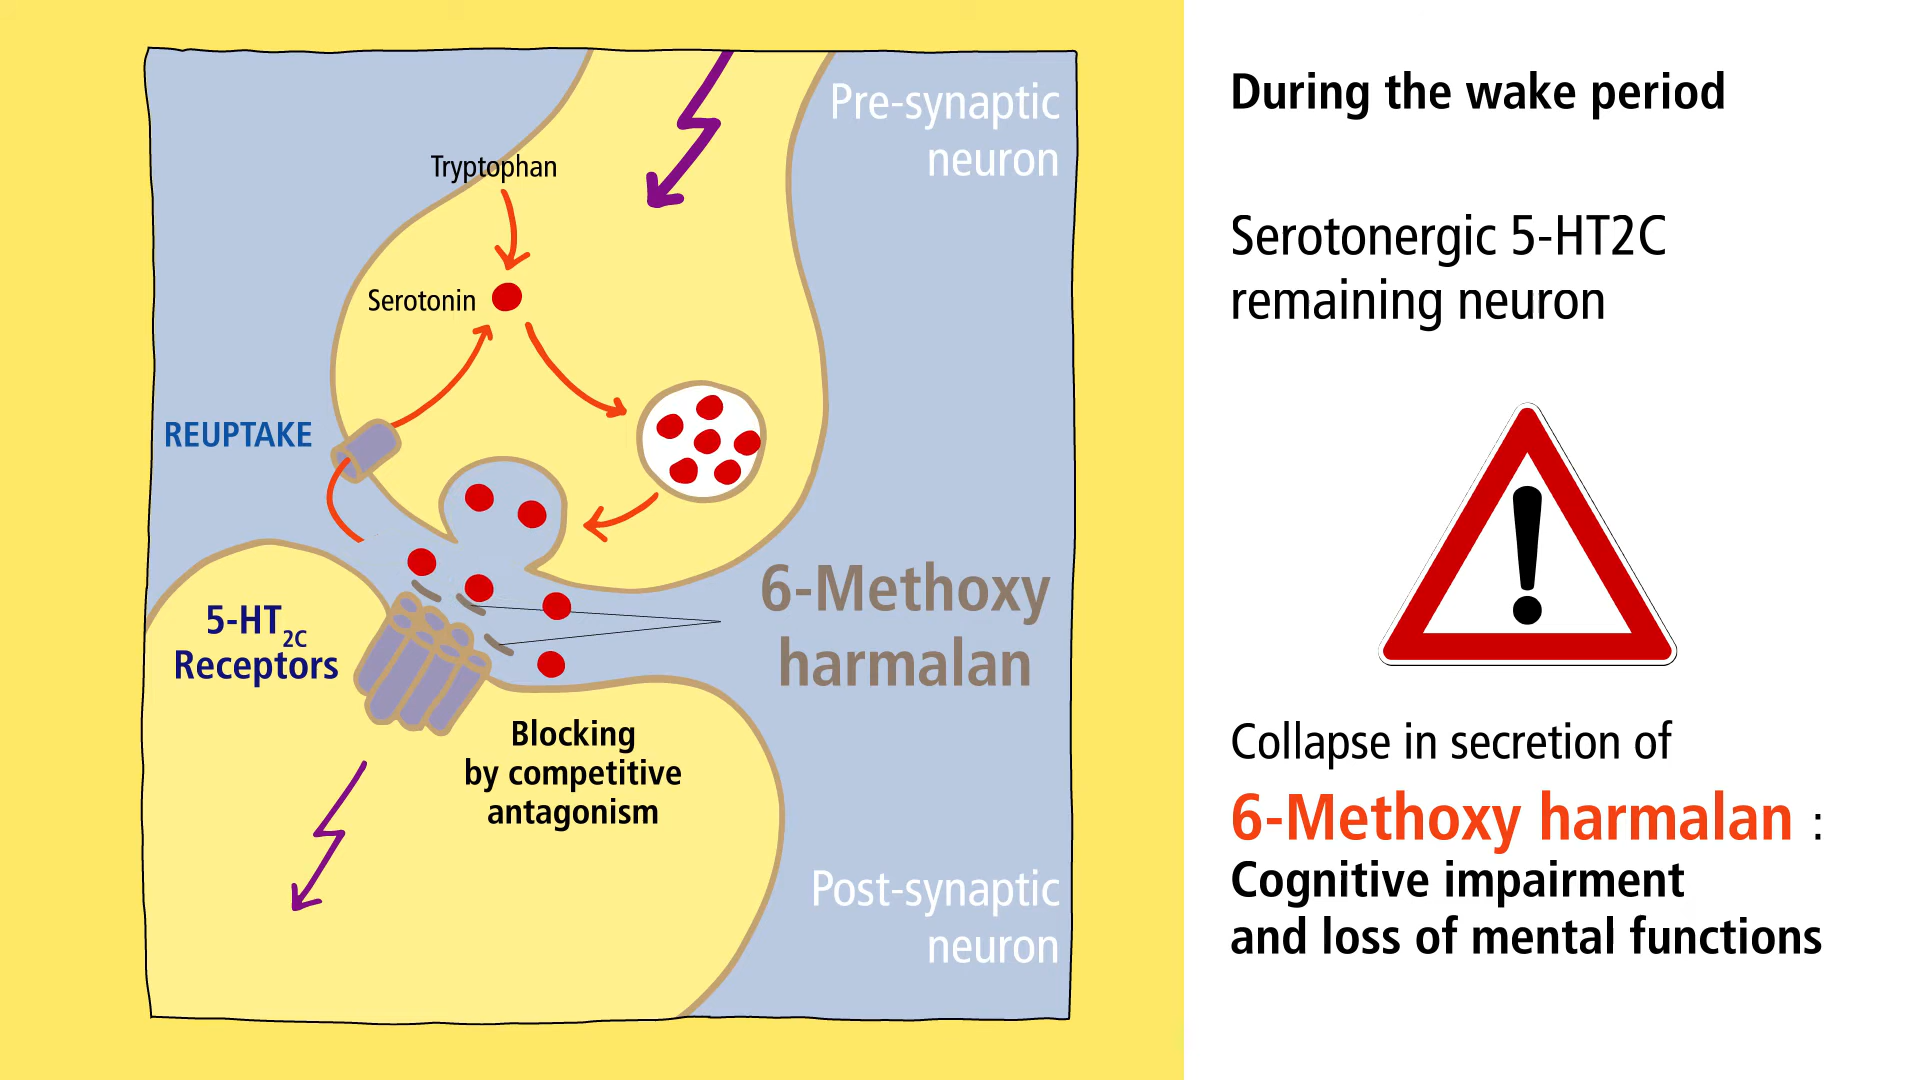 Pre-synaptic
neuron
Tryptophan
Serotonin
REUPTAKE
6-Methoxy
harmalan
5-HT2C
Receptors
Blocking
by competitive
antagonism
Post-synaptic
neuron
During the wake period
Serotonergic 5-HT2C
remaining neuron
Collapse in secretion of
6-Methoxy harmalan :
Cognitive impairment
and loss of mental functions